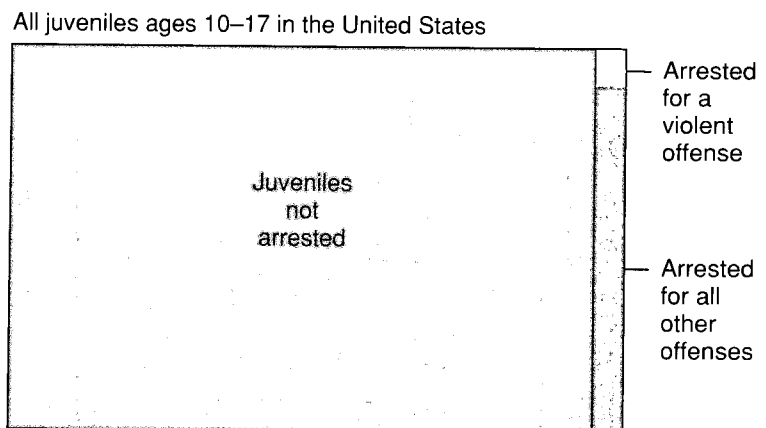 All juveniles ages 10–17 in the United States
Arrested
for a
violent
offense
Juveniles
not
arrested
Arrested
for all
other
offenses